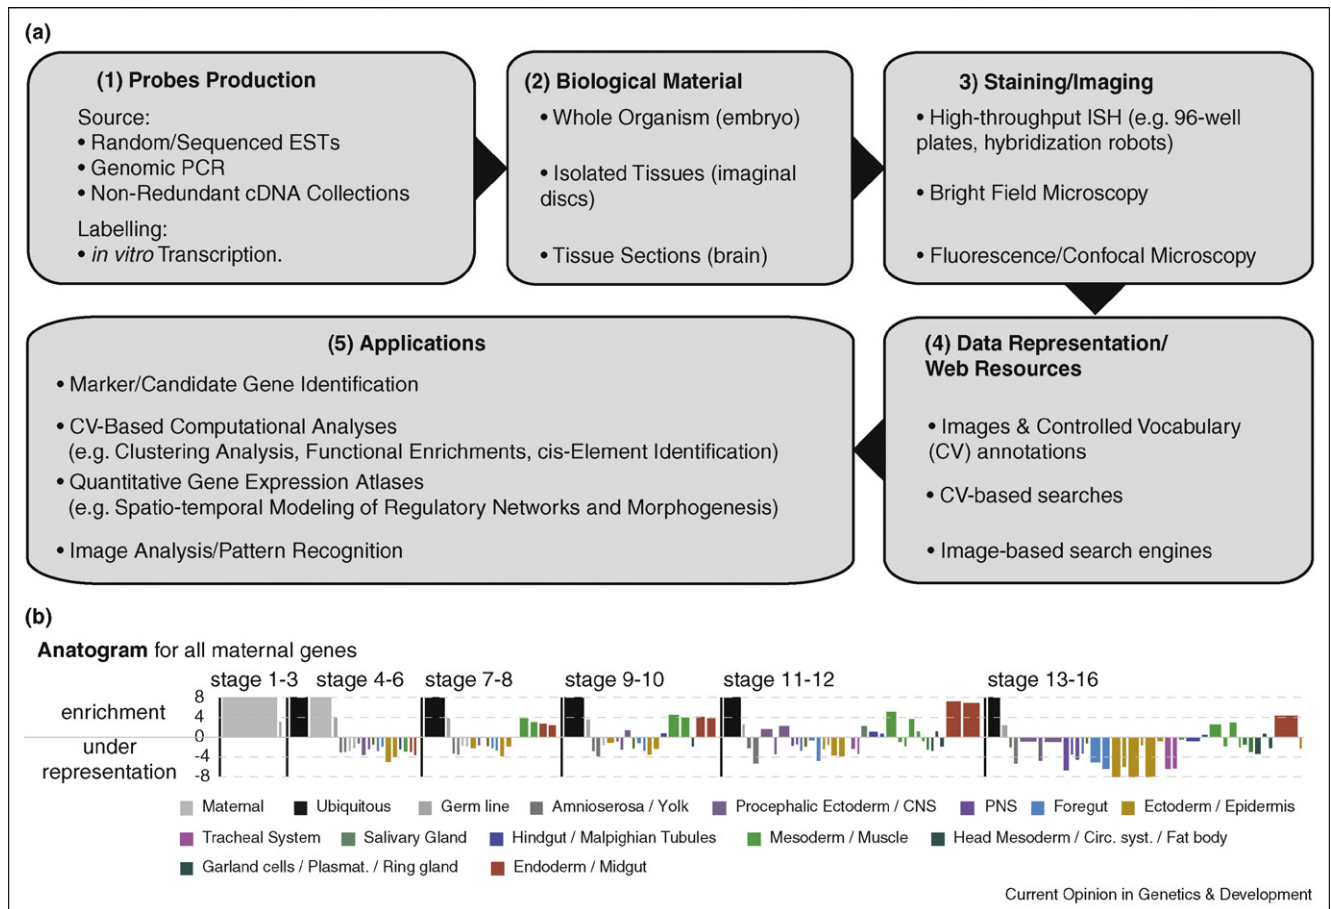 (a)
(1) Probes Production
Source:
• Random/Sequenced ESTs
• Genomic PCR
• Non-Redundant cDNA Collections
Labelling:
• in vitro Transcription.
(2) Biological Material
• Whole Organism (embryo)
• Isolated Tissues (imaginal
discs)
• Tissue Sections (brain)
3) Staining/Imaging
• High-throughput ISH (e.g. 96-well
plates, hybridization robots)
• Bright Field Microscopy
• Fluorescence/Confocal Microscopy
(4) Data Representation/
Web Resources
• Images & Controlled Vocabulary
(CV) annotations
• CV-based searches
• Image-based search engines
(5) Applications
• Marker/Candidate Gene Identification
• CV-Based Computational Analyses
(e.g. Clustering Analysis, Functional Enrichments, cis-Element Identification)
• Quantitative Gene Expression Atlases
(e.g. Spatio-temporal Modeling of Regulatory Networks and Morphogenesis)
• Image Analysis/Pattern Recognition
(b)
Anatogram for all maternal genes
stage 1-3 stage 4-6 stage 7-8 stage 9-10 stage 11-12 stage 13-16
8
enrichment 4
0
under
representation
-4
-8
Maternal Ubiquitous Germ line Amnioserosa / Yolk Procephalic Ectoderm / CNS PNS Foregut Ectoderm / Epidermis
Tracheal System Salivary Gland Hindgut / Malpighian Tubules Mesoderm / Muscle Head Mesoderm / Circ. syst. / Fat body
Garland cells / Plasmat. / Ring gland Endoderm / Midgut
Current Opinion in Genetics & Development